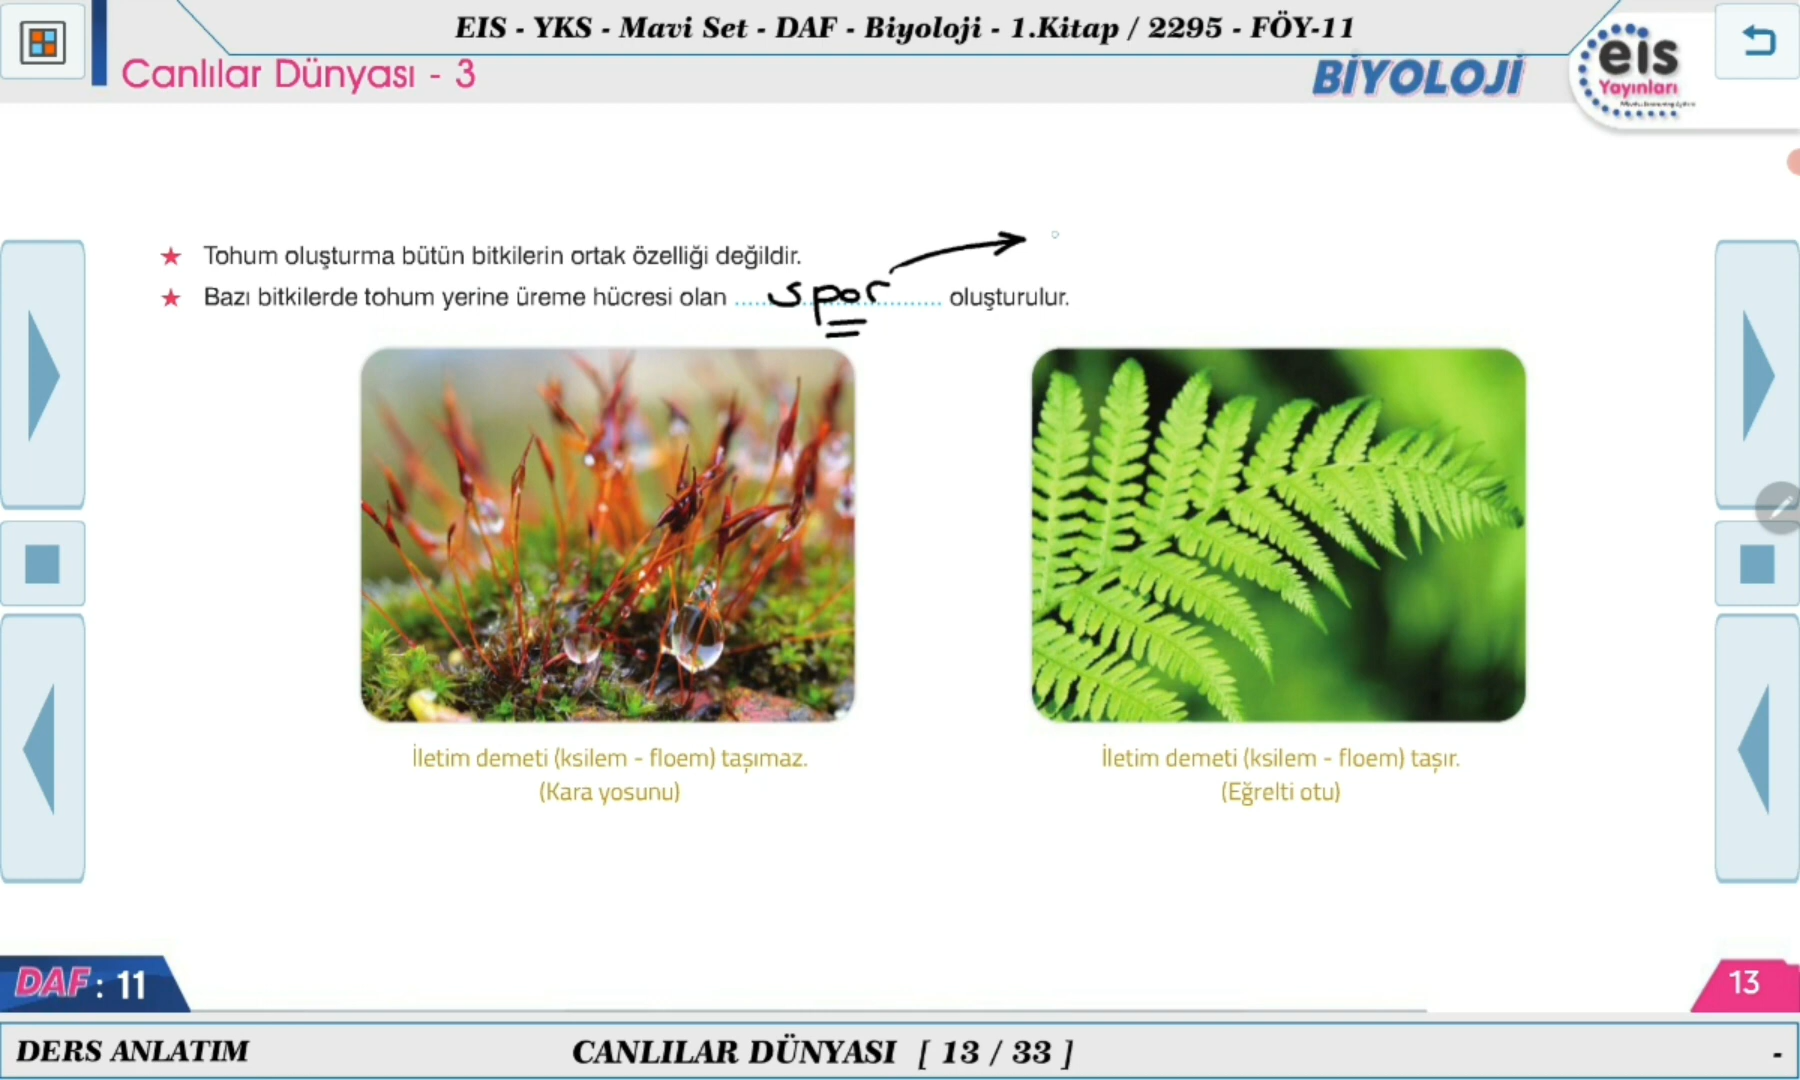 EIS - YKS - Mavi Set - DAF - Biyoloji - 1.Kitap / 2295 - FÖY-11
Canlılar Dünyası - 3
BİYOLOJİ
eis
Yayınları
★ Tohum oluşturma bütün bitkilerin ortak özelliği değildir.
★ Bazı bitkilerde tohum yerine üreme hücresi olan ..... spor ..... oluşturulur.
İletim demeti (ksilem - floem) taşımaz.
(Kara yosunu)
İletim demeti (ksilem - floem) taşır.
(Eğrelti otu)
DAF : 11
13
DERS ANLATIM
CANLILAR DÜNYASI [ 13 / 33 ]
-